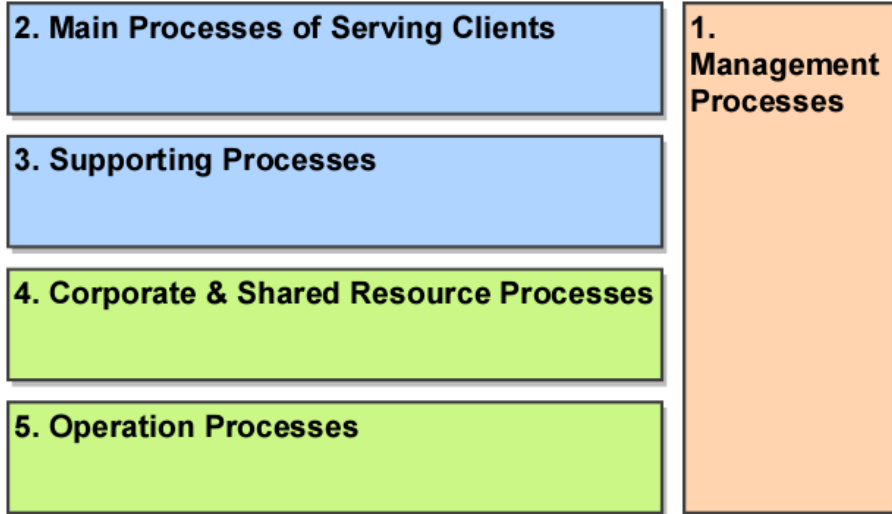 2. Main Processes of Serving Clients
3. Supporting Processes
4. Corporate & Shared Resource Processes
5. Operation Processes
1.
Management
Processes